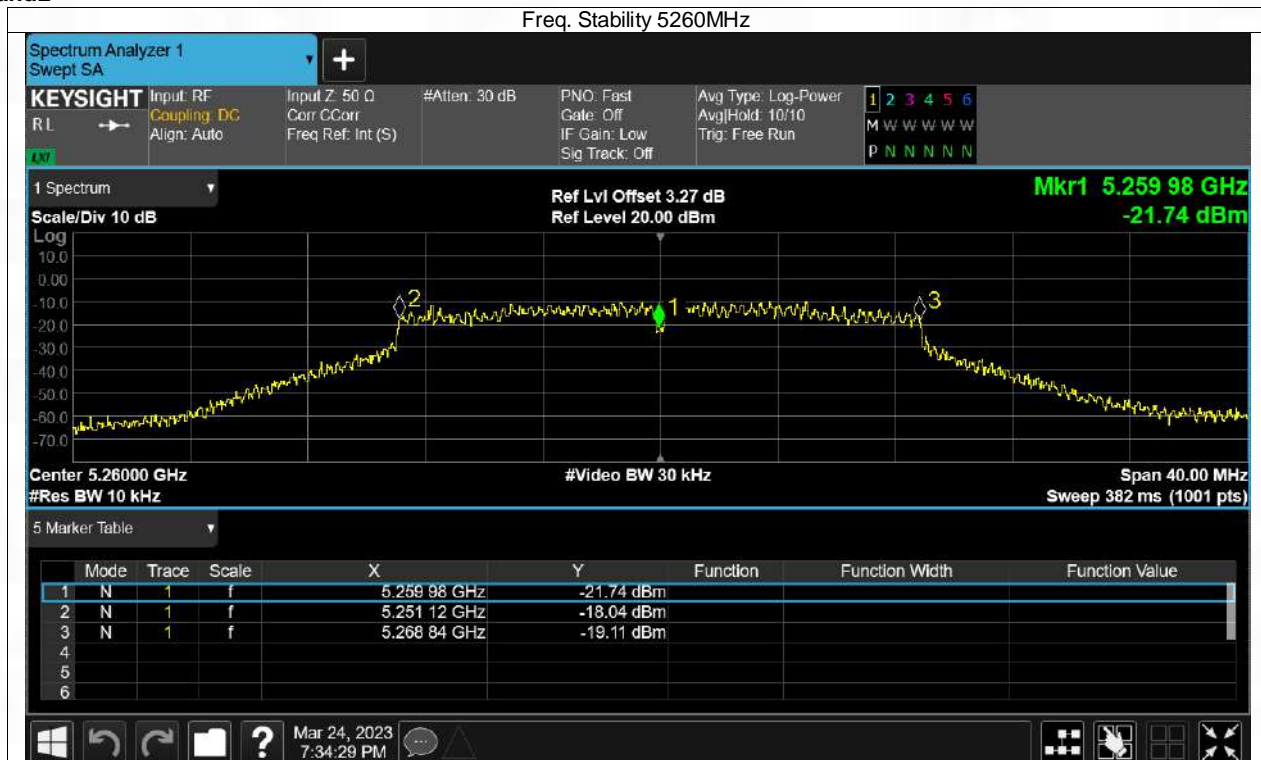 Freq. Stability 5260MHz
Spectrum Analyzer 1
Swept SA
+
KEYSIGHT
RL
LXI
Input: RF
Coupling: DC
Align: Auto
Input Z: 50 Ω
Corr CCorr
Freq Ref: Int (S)
#Atten: 30 dB
PNO: Fast
Gate: Off
IF Gain: Low
Sig Track: Off
Avg Type: Log-Power
Avg|Hold: 10/10
Trig: Free Run
1 2 3 4 5 6
M W W W W W
P N N N N N
1 Spectrum
Scale/Div 10 dB
Ref Lvl Offset 3.27 dB
Ref Level 20.00 dBm
Mkr1 5.259 98 GHz
-21.74 dBm
Log
10.0
0.00
-10.0
-20.0
-30.0
-40.0
-50.0
-60.0
-70.0
2
1
3
Center 5.26000 GHz
#Res BW 10 kHz
#Video BW 30 kHz
Span 40.00 MHz
Sweep 382 ms (1001 pts)
5 Marker Table
Mode Trace Scale X Y Function Function Width Function Value
1 N 1 f 5.259 98 GHz -21.74 dBm
2 N 1 f 5.251 12 GHz -18.04 dBm
3 N 1 f 5.268 84 GHz -19.11 dBm
4
5
6
?
Mar 24, 2023
7:34:29 PM